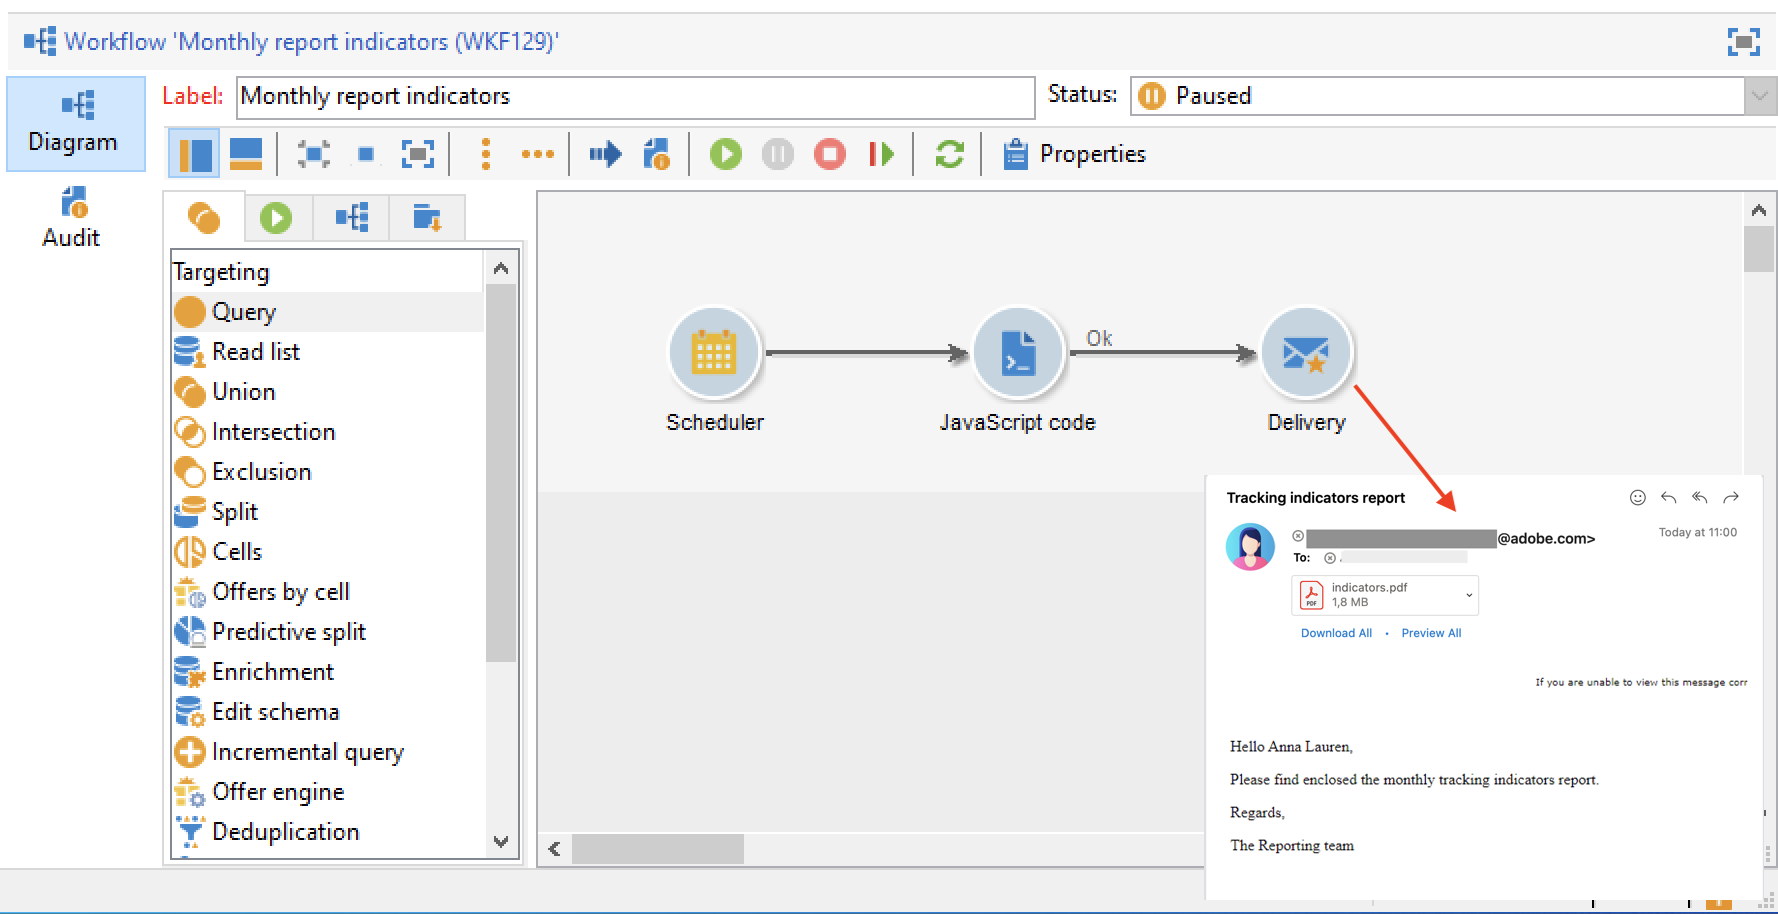 Workflow 'Monthly report indicators (WKF129)'
Diagram
Audit
Label: Monthly report indicators Status: Paused
Properties
Targeting
Query
Read list
Union
Intersection
Exclusion
Split
Cells
Offers by cell
Predictive split
Enrichment
Edit schema
Incremental query
Offer engine
Deduplication
Ok
Scheduler JavaScript code Delivery
Tracking indicators report
@adobe.com> Today at 11:00
To:
indicators.pdf
PDF
1,8 MB
Download All • Preview All
If you are unable to view this message corr
Hello Anna Lauren,
Please find enclosed the monthly tracking indicators report.
Regards,
The Reporting team